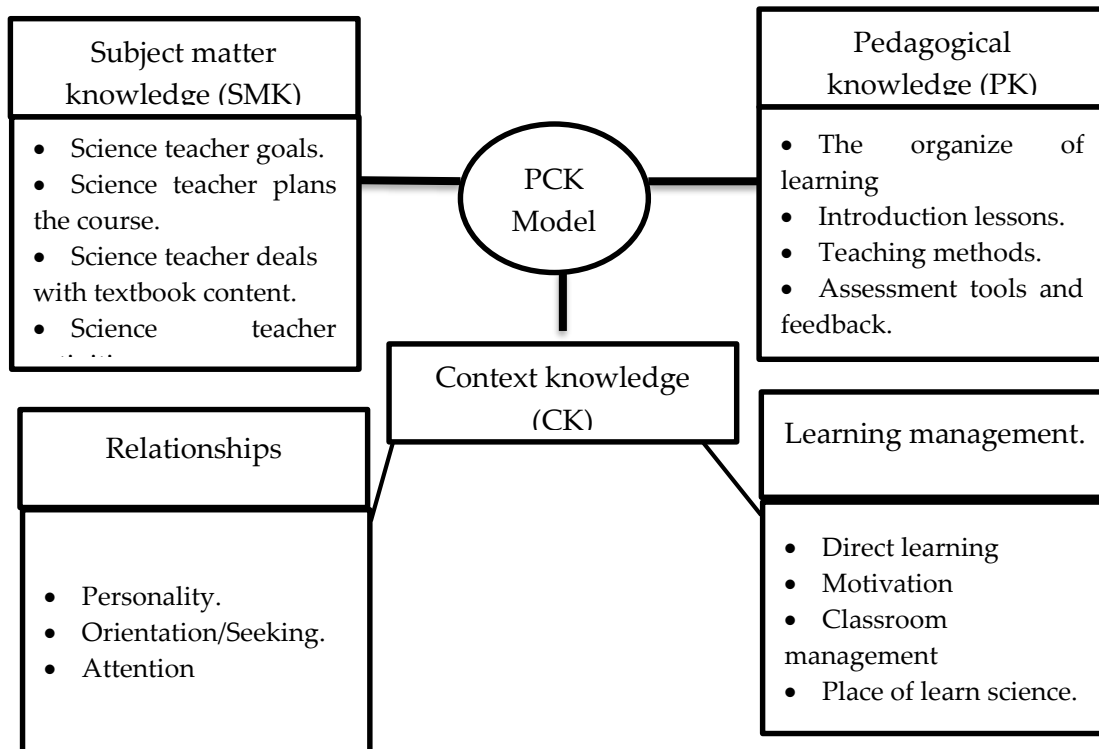 Subject matter
knowledge (SMK)
• Science teacher goals.
• Science teacher plans
the course.
• Science teacher deals
with textbook content.
• Science teacher
PCK
Model
Pedagogical
knowledge (PK)
• The organize of
learning
• Introduction lessons.
• Teaching methods.
• Assessment tools and
feedback.
Context knowledge
(CK)
Relationships
• Personality.
• Orientation/Seeking.
• Attention
Learning management.
• Direct learning
• Motivation
• Classroom
management
• Place of learn science.